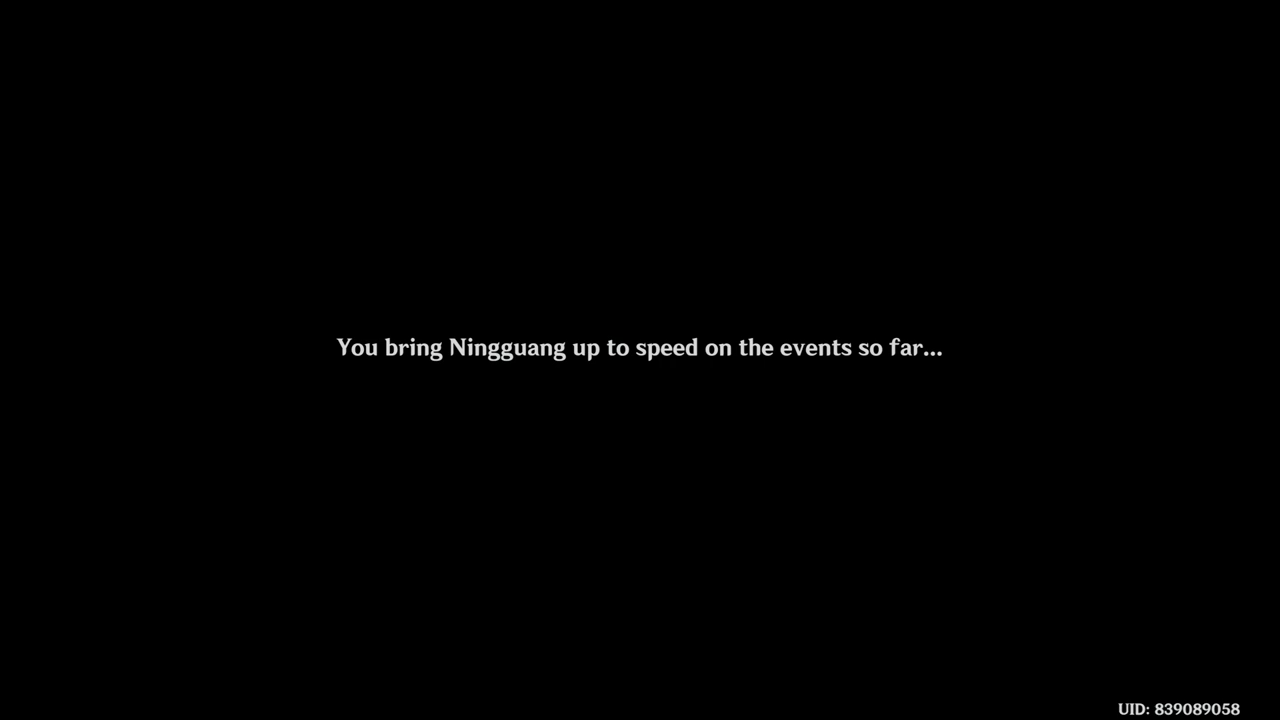 You bring Ningguang up to speed on the events so far...
UID: 839089058